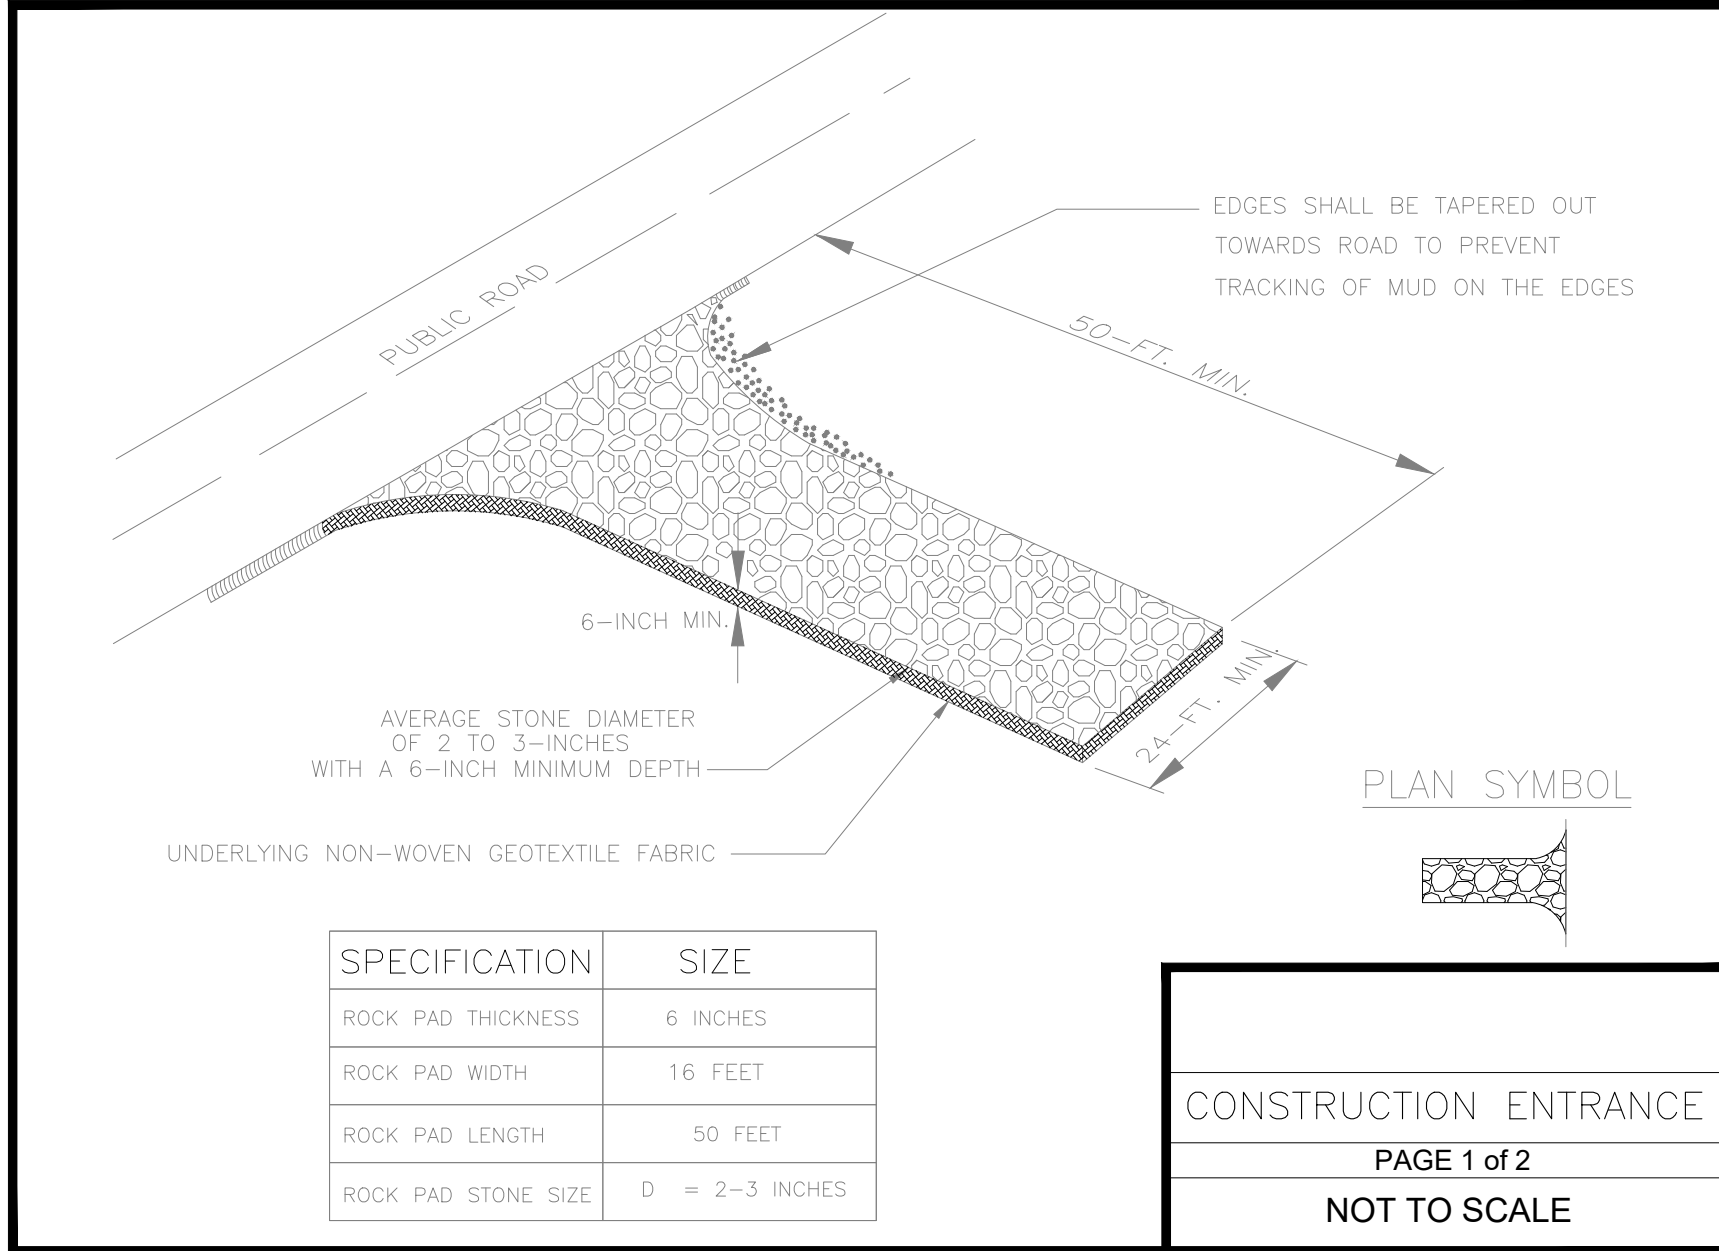 EDGES SHALL BE TAPERED OUT
TOWARDS ROAD TO PREVENT
TRACKING OF MUD ON THE EDGES
PUBLIC ROAD
50-FT. MIN.
6-INCH MIN.
24-FT. MIN.
AVERAGE STONE DIAMETER
OF 2 TO 3-INCHES
WITH A 6-INCH MINIMUM DEPTH
UNDERLYING NON-WOVEN GEOTEXTILE FABRIC
PLAN SYMBOL
SPECIFICATION SIZE
ROCK PAD THICKNESS 6 INCHES
ROCK PAD WIDTH 16 FEET
ROCK PAD LENGTH 50 FEET
ROCK PAD STONE SIZE D = 2-3 INCHES
CONSTRUCTION ENTRANCE
PAGE 1 of 2
NOT TO SCALE